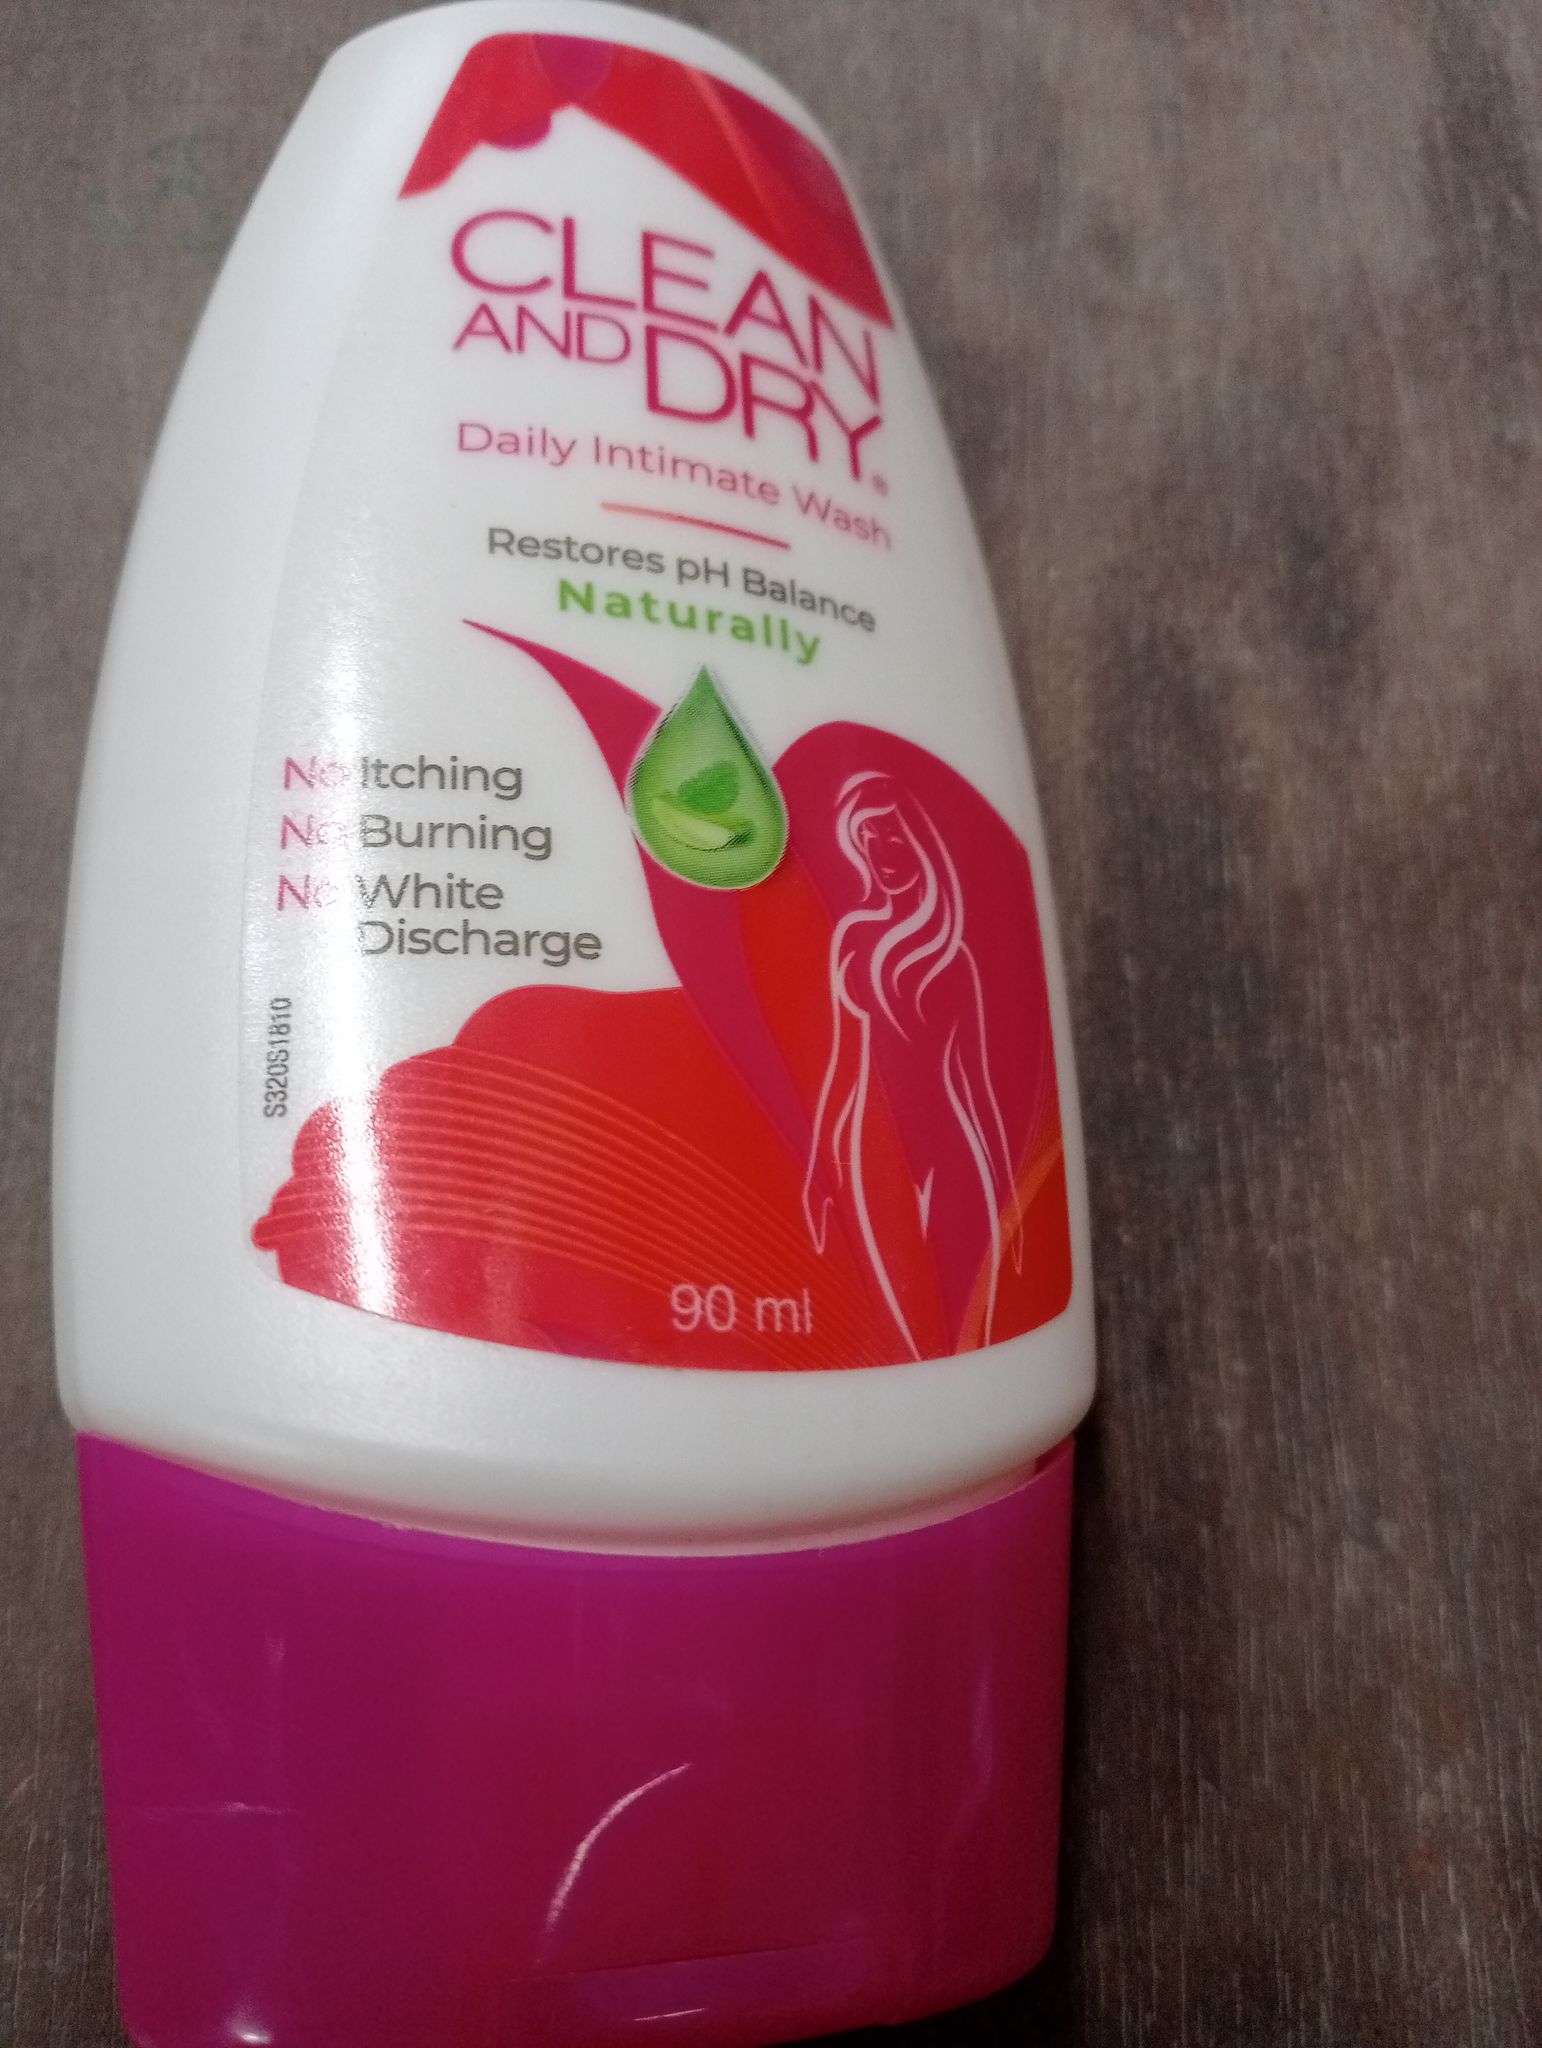 CLEAN
AND DRY®
Daily Intimate Wash
Restores pH Balance
Naturally
No Itching
No Burning
No White
Discharge
S320S1810
90 ml